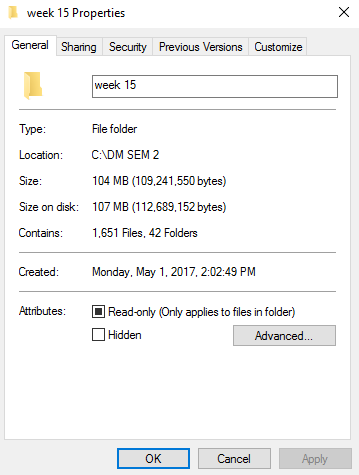 week 15 Properties
General Sharing Security Previous Versions Customize
week 15
Type: File folder
Location: C:\DM SEM 2
Size: 104 MB (109,241,550 bytes)
Size on disk: 107 MB (112,689,152 bytes)
Contains: 1,651 Files, 42 Folders
Created: Monday, May 1, 2017, 2:02:49 PM
Attributes: Read-only (Only applies to files in folder)
Hidden Advanced...
OK Cancel Apply